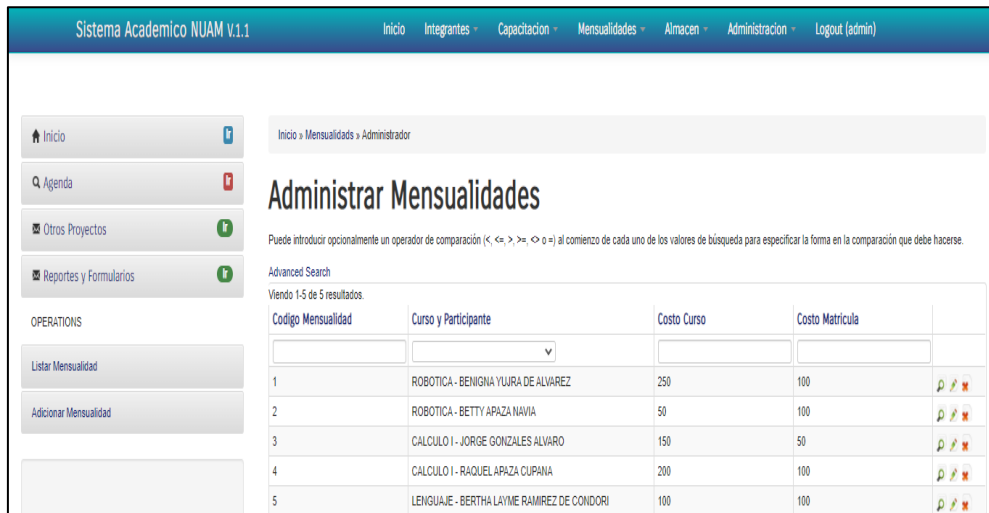 Sistema Academico NUAM V.1.1 Inicio Integrantes Capacitacion Mensualidades Almacen Administracion Logout (admin)
Inicio Ir
Agenda Ir
Otros Proyectos Ir
Reportes y Formularios Ir
OPERATIONS
Listar Mensualidad
Adicionar Mensualidad
Inicio » Mensualidads » Administrador
Administrar Mensualidades
Puede introducir opcionalmente un operador de comparación (<, <=, >, >=, <> o =) al comienzo de cada uno de los valores de búsqueda para especificar la forma en la comparación que debe hacerse.
Advanced Search
Viendo 1-5 de 5 resultados.
Codigo Mensualidad Curso y Participante Costo Curso Costo Matricula
1 ROBOTICA - BENIGNA YUJRA DE ALVAREZ 250 100
2 ROBOTICA - BETTY APAZA NAVIA 50 100
3 CALCULO I - JORGE GONZALES ALVARO 150 50
4 CALCULO I - RAQUEL APAZA CUPANA 200 100
5 LENGUAJE - BERTHA LAYME RAMIREZ DE CONDORI 100 100